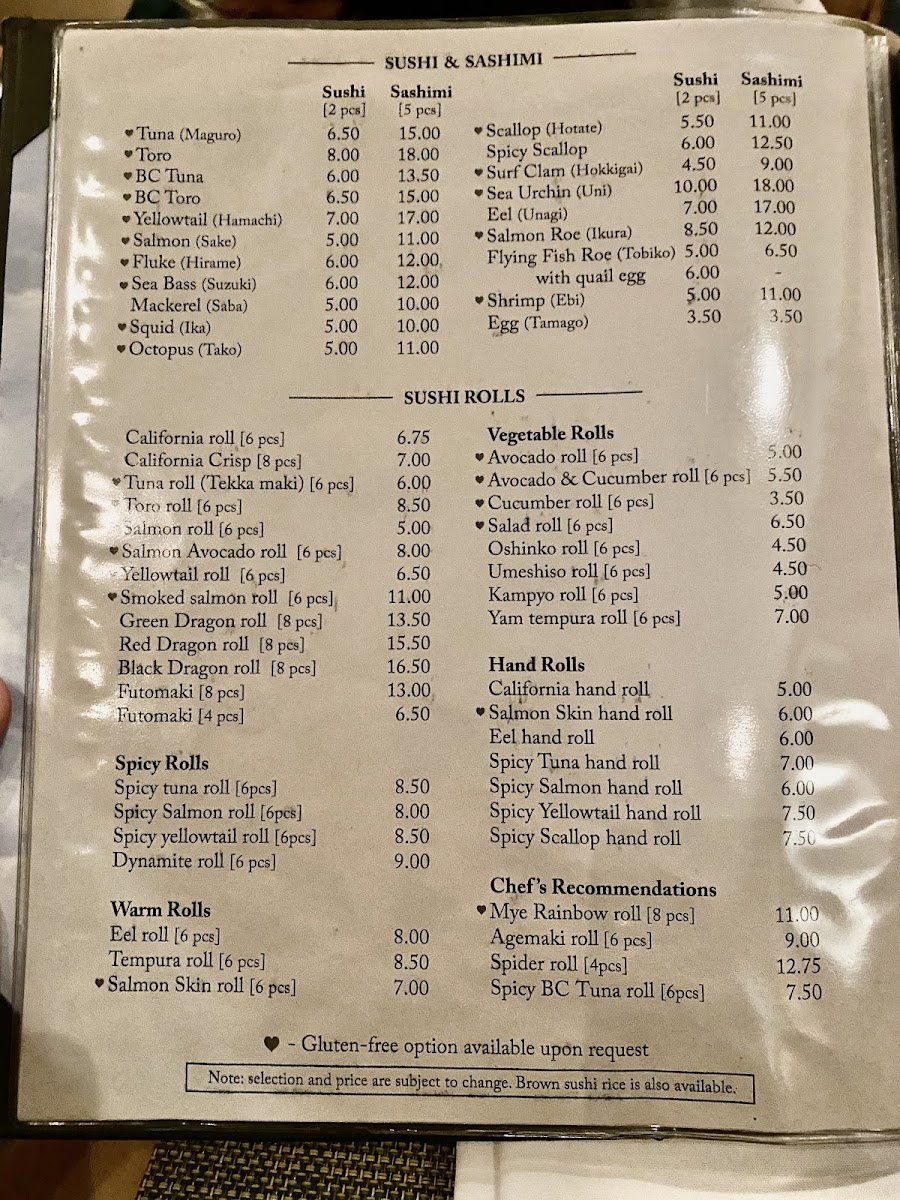 SUSHI & SASHIMI
Sushi Sashimi
[2 pcs] [5 pcs]
♥ Tuna (Maguro) 6.50 15.00
♥ Toro 8.00 18.00
♥ BC Tuna 6.00 13.50
♥ BC Toro 6.50 15.00
♥ Yellowtail (Hamachi) 7.00 17.00
♥ Salmon (Sake) 5.00 11.00
♥ Fluke (Hirame) 6.00 12.00
♥ Sea Bass (Suzuki) 6.00 12.00
Mackerel (Saba) 5.00 10.00
♥ Squid (Ika) 5.00 10.00
♥ Octopus (Tako) 5.00 11.00
Sushi Sashimi
[2 pcs] [5 pcs]
♥ Scallop (Hotate) 5.50 11.00
Spicy Scallop 6.00 12.50
♥ Surf Clam (Hokkigai) 4.50 9.00
♥ Sea Urchin (Uni) 10.00 18.00
Eel (Unagi) 7.00 17.00
♥ Salmon Roe (Ikura) 8.50 12.00
Flying Fish Roe (Tobiko) 5.00 6.50
with quail egg 6.00 -
♥ Shrimp (Ebi) 5.00 11.00
Egg (Tamago) 3.50 3.50
SUSHI ROLLS
California roll [6 pcs] 6.75
California Crisp [8 pcs] 7.00
♥ Tuna roll (Tekka maki) [6 pcs] 6.00
♥ Toro roll [6 pcs] 8.50
Salmon roll [6 pcs] 5.00
♥ Salmon Avocado roll [6 pcs] 8.00
♥ Yellowtail roll [6 pcs] 6.50
♥ Smoked salmon roll [6 pcs] 11.00
Green Dragon roll [8 pcs] 13.50
Red Dragon roll [8 pcs] 15.50
Black Dragon roll [8 pcs] 16.50
Futomaki [8 pcs] 13.00
Futomaki [4 pcs] 6.50
Spicy Rolls
Spicy tuna roll [6pcs] 8.50
Spicy Salmon roll [6pcs] 8.00
Spicy yellowtail roll [6pcs] 8.50
Dynamite roll [6 pcs] 9.00
Warm Rolls
Eel roll [6 pcs] 8.00
Tempura roll [6 pcs] 8.50
♥ Salmon Skin roll [6 pcs] 7.00
Vegetable Rolls
♥ Avocado roll [6 pcs] 5.00
♥ Avocado & Cucumber roll [6 pcs] 5.50
♥ Cucumber roll [6 pcs] 3.50
♥ Salad roll [6 pcs] 6.50
Oshinko roll [6 pcs] 4.50
Umeshiso roll [6 pcs] 4.50
Kampyo roll [6 pcs] 5.00
Yam tempura roll [6 pcs] 7.00
Hand Rolls
California hand roll 5.00
♥ Salmon Skin hand roll 6.00
Eel hand roll 6.00
Spicy Tuna hand roll 7.00
Spicy Salmon hand roll 6.00
Spicy Yellowtail hand roll 7.50
Spicy Scallop hand roll 7.50
Chef's Recommendations
♥ Mye Rainbow roll [8 pcs] 11.00
Agemaki roll [6 pcs] 9.00
Spider roll [4pcs] 12.75
Spicy BC Tuna roll [6pcs] 7.50
♥ - Gluten-free option available upon request
Note: selection and price are subject to change. Brown sushi rice is also available.